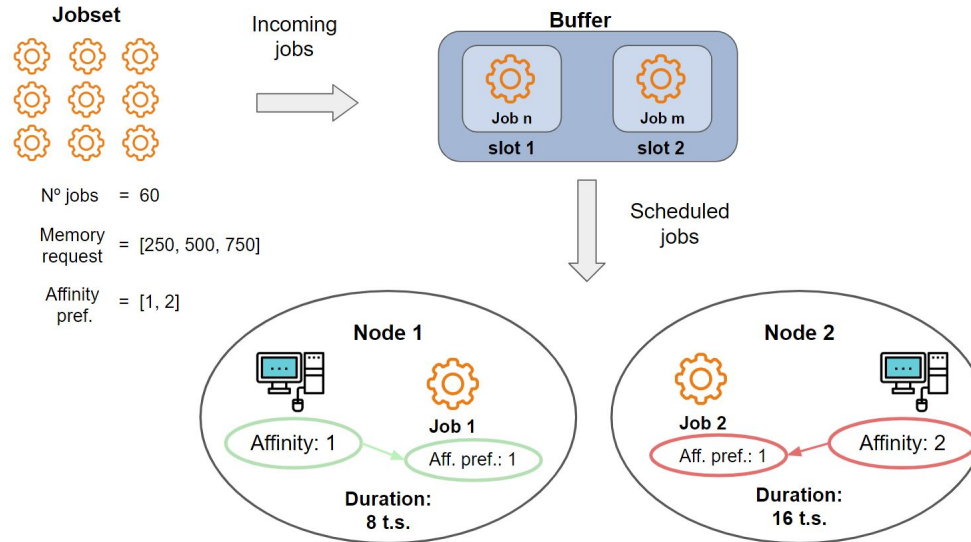 Jobset
Incoming
jobs
Buffer
Job n
Job m
slot 1
slot 2
Nº jobs = 60
Memory
request = [250, 500, 750]
Affinity
pref. = [1, 2]
Scheduled
jobs
Node 1
Job 1
Affinity: 1
Aff. pref.: 1
Duration:
8 t.s.
Node 2
Job 2
Aff. pref.: 1
Affinity: 2
Duration:
16 t.s.